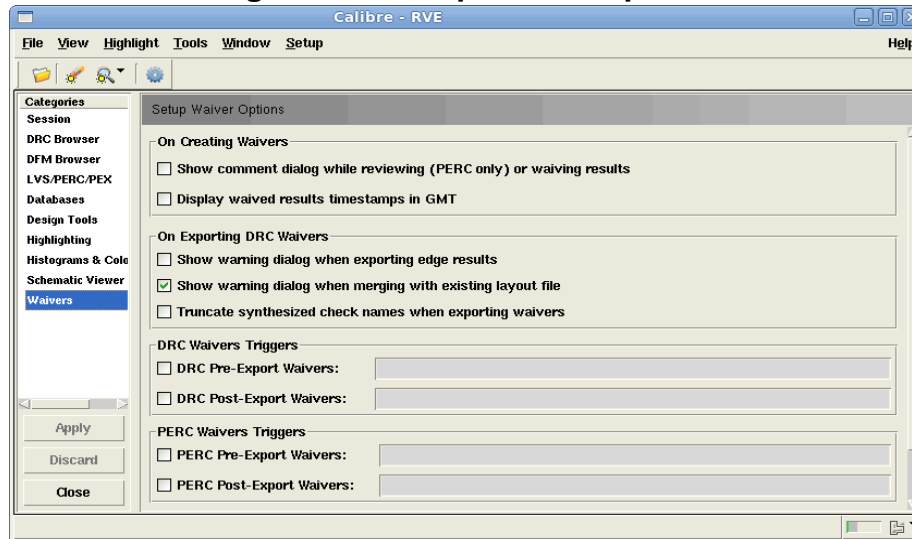 Calibre - RVE
File View Highlight Tools Window Setup Help
Categories
Session
DRC Browser
DFM Browser
LVS/PERC/PEX
Databases
Design Tools
Highlighting
Histograms & Colo
Schematic Viewer
Waivers
Apply
Discard
Close
Setup Waiver Options
On Creating Waivers
Show comment dialog while reviewing (PERC only) or waiving results
Display waived results timestamps in GMT
On Exporting DRC Waivers
Show warning dialog when exporting edge results
Show warning dialog when merging with existing layout file
Truncate synthesized check names when exporting waivers
DRC Waivers Triggers
DRC Pre-Export Waivers:
DRC Post-Export Waivers:
PERC Waivers Triggers
PERC Pre-Export Waivers:
PERC Post-Export Waivers: